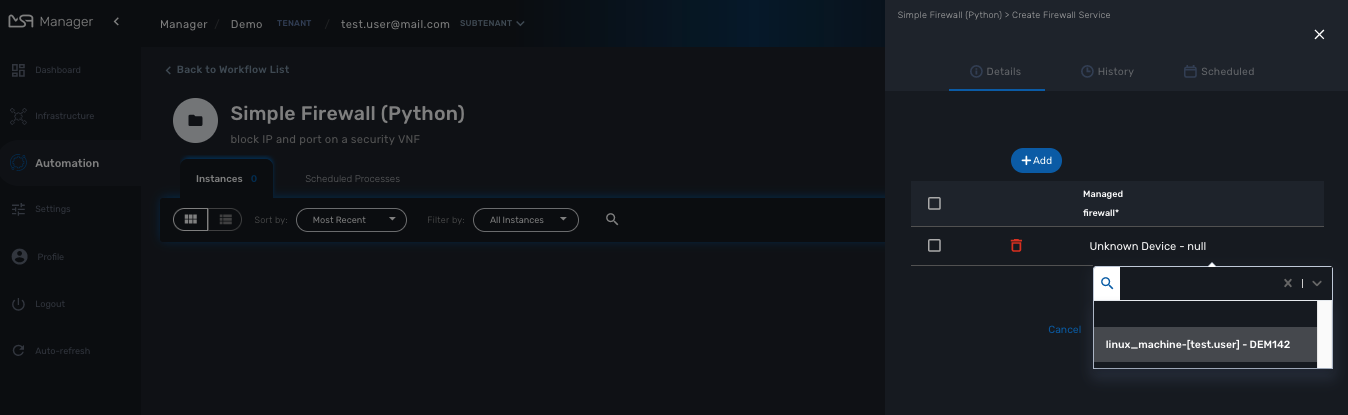 MSA Manager
Manager / Demo TENANT / test.user@mail.com SUBTENANT
Simple Firewall (Python) > Create Firewall Service
Details
History
Scheduled
Dashboard
Infrastructure
Automation
Settings
Profile
Logout
Auto-refresh
Back to Workflow List
Simple Firewall (Python)
block IP and port on a security VNF
Instances 0
Scheduled Processes
Sort by: Most Recent
Filter by: All Instances
+ Add
Managed
firewall*
Unknown Device - null
linux_machine-[test.user] - DEM142
Cancel